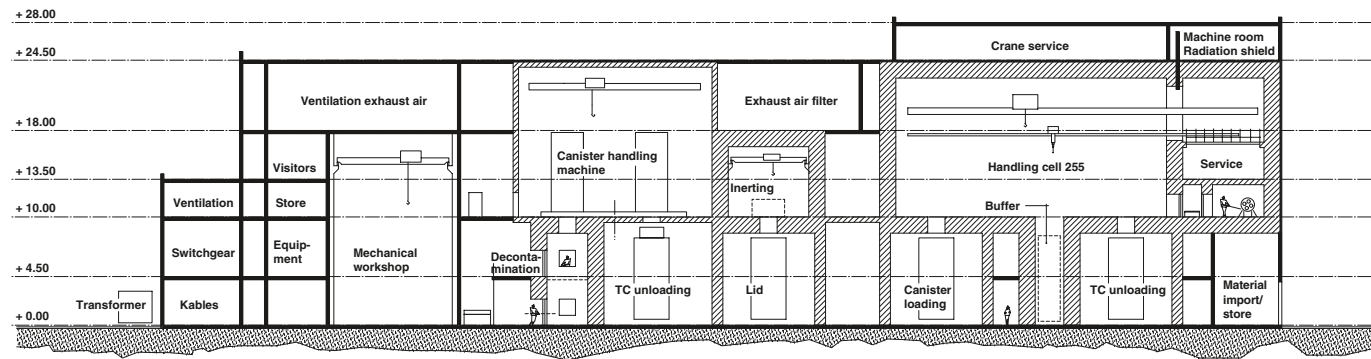 + 28.00
+ 24.50
+ 18.00
+ 13.50
+ 10.00
+ 4.50
+ 0.00
Crane service
Machine room
Radiation shield
Ventilation exhaust air
Exhaust air filter
Visitors
Canister handling
machine
Handling cell 255
Service
Inerting
Ventilation
Store
Buffer
Switchgear
Equip-
ment
Mechanical
workshop
Deconta-
mination
Transformer
Kables
TC unloading
Lid
Canister
loading
TC unloading
Material
import/
store